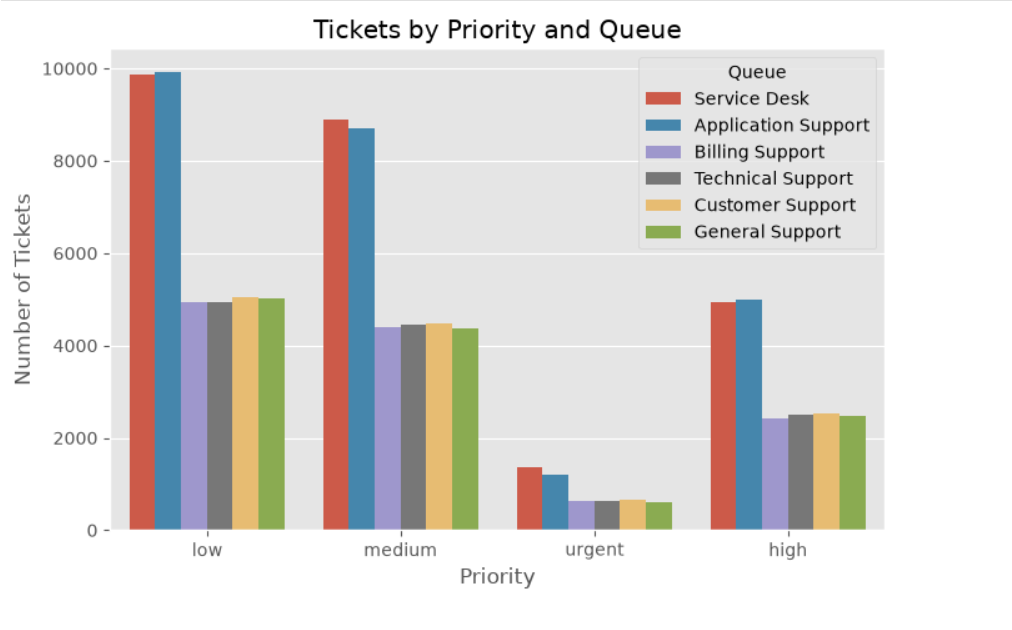 Tickets by Priority and Queue
Queue
Service Desk
Application Support
Billing Support
Technical Support
Customer Support
General Support
Number of Tickets
10000
8000
6000
4000
2000
0
low medium urgent high
Priority